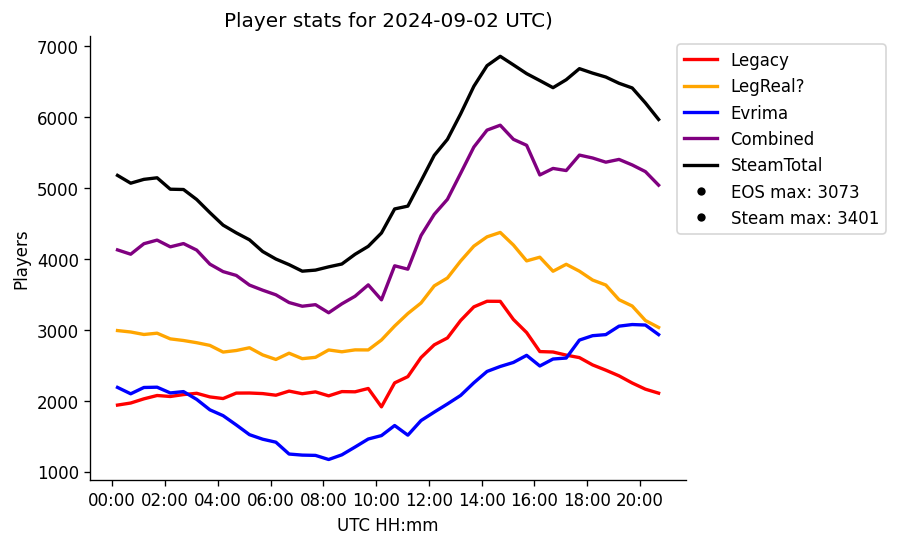 Player stats for 2024-09-02 UTC)
7000
6000
5000
4000
3000
2000
1000
Players
00:00 02:00 04:00 06:00 08:00 10:00 12:00 14:00 16:00 18:00 20:00
UTC HH:mm
Legacy
LegReal?
Evrima
Combined
SteamTotal
EOS max: 3073
Steam max: 3401